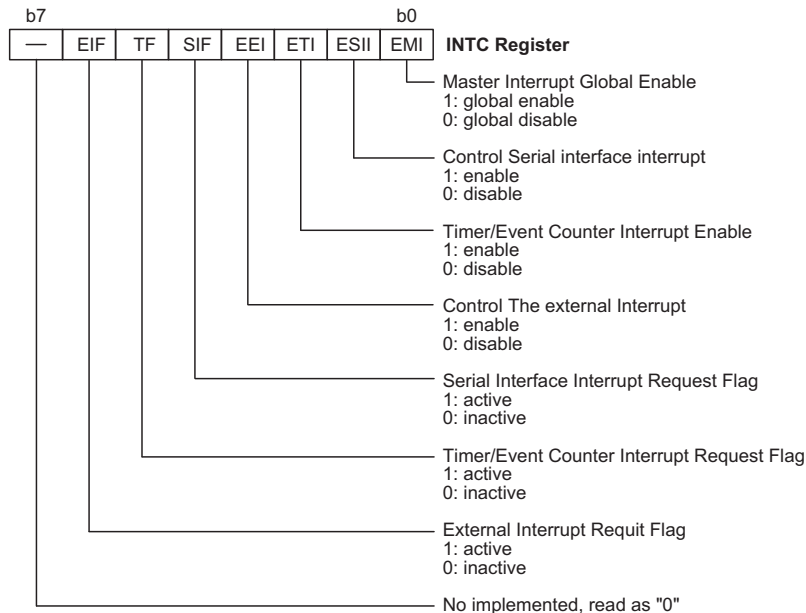 b7 b0
— EIF TF SIF EEI ETI ESII EMI INTC Register
Master Interrupt Global Enable
1: global enable
0: global disable
Control Serial interface interrupt
1: enable
0: disable
Timer/Event Counter Interrupt Enable
1: enable
0: disable
Control The external Interrupt
1: enable
0: disable
Serial Interface Interrupt Request Flag
1: active
0: inactive
Timer/Event Counter Interrupt Request Flag
1: active
0: inactive
External Interrupt Requit Flag
1: active
0: inactive
No implemented, read as "0"